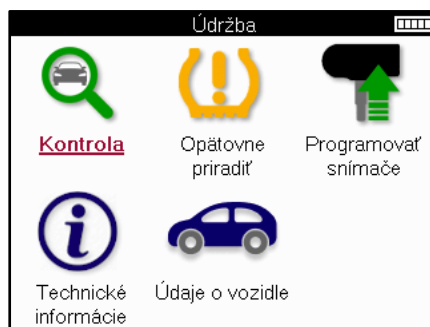 Údržba
Kontrola
Opätovne
priradiť
Programovať
snímače
Technické
informácie
Údaje o vozidle